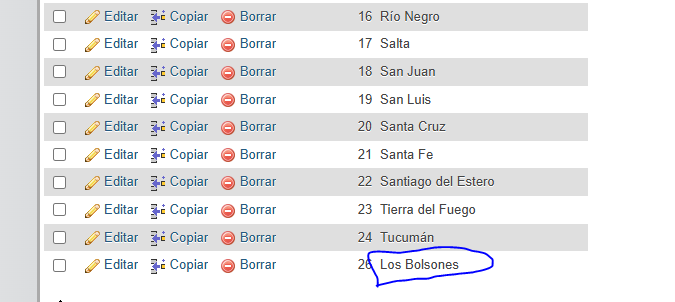 Editar Copiar Borrar 16 Río Negro
Editar Copiar Borrar 17 Salta
Editar Copiar Borrar 18 San Juan
Editar Copiar Borrar 19 San Luis
Editar Copiar Borrar 20 Santa Cruz
Editar Copiar Borrar 21 Santa Fe
Editar Copiar Borrar 22 Santiago del Estero
Editar Copiar Borrar 23 Tierra del Fuego
Editar Copiar Borrar 24 Tucumán
Editar Copiar Borrar 26 Los Bolsones